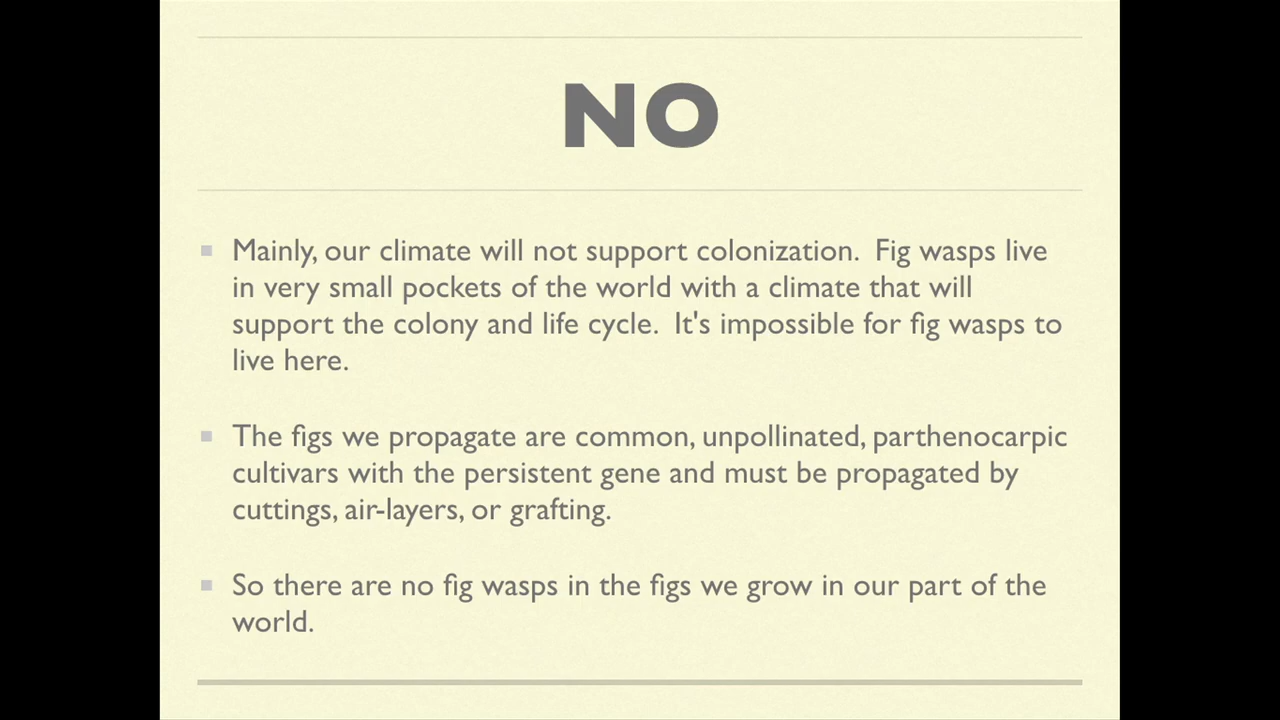 NO
Mainly, our climate will not support colonization.  Fig wasps live
in very small pockets of the world with a climate that will
support the colony and life cycle.  It's impossible for fig wasps to
live here.
The figs we propagate are common, unpollinated, parthenocarpic
cultivars with the persistent gene and must be propagated by
cuttings, air-layers, or grafting.
So there are no fig wasps in the figs we grow in our part of the
world.